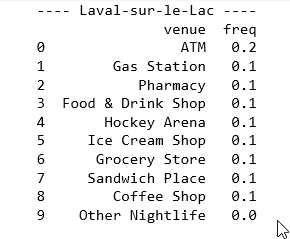 ---- Laval-sur-le-Lac ----
venue freq
0 ATM 0.2
1 Gas Station 0.1
2 Pharmacy 0.1
3 Food & Drink Shop 0.1
4 Hockey Arena 0.1
5 Ice Cream Shop 0.1
6 Grocery Store 0.1
7 Sandwich Place 0.1
8 Coffee Shop 0.1
9 Other Nightlife 0.0